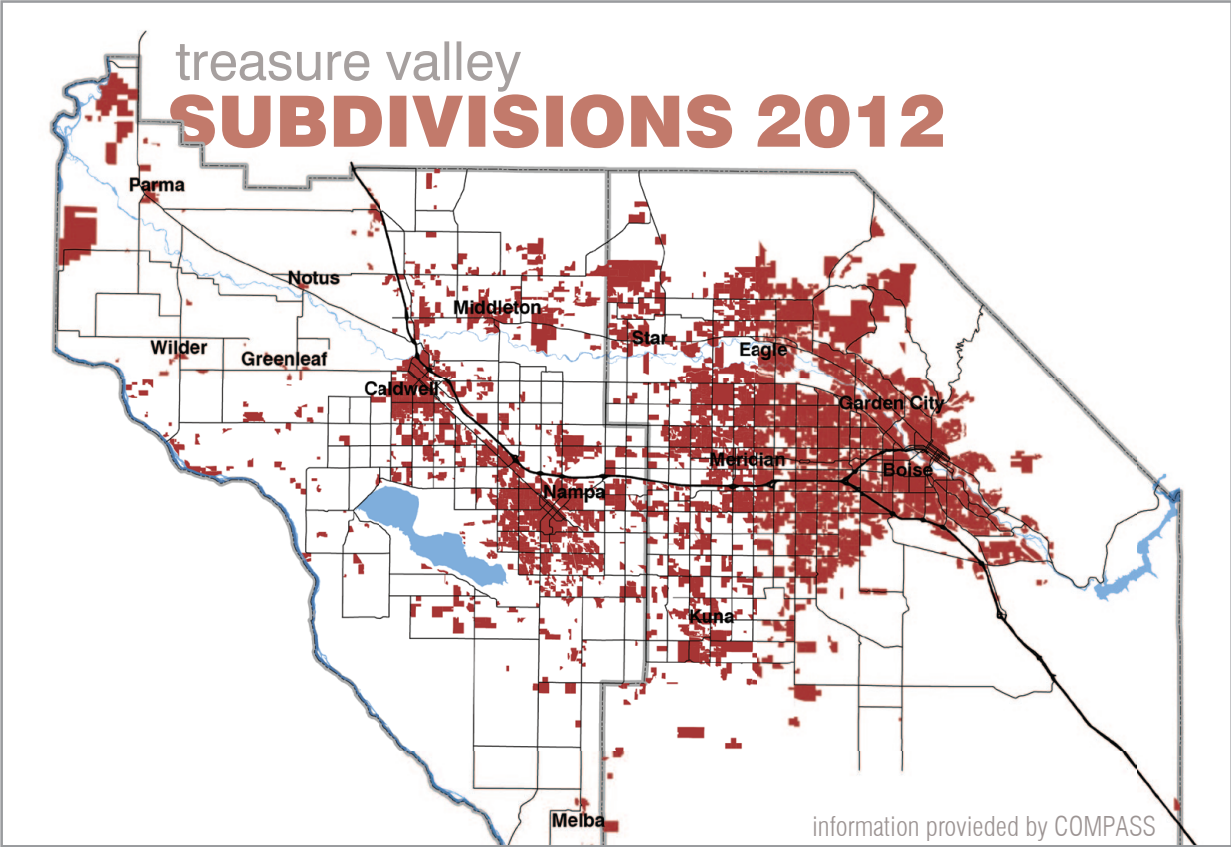 treasure valley
SUBDIVISIONS 2012
Parma
Notus
Middleton
Star
Wilder
Greenleaf
Eagle
Caldwell
Garden City
Meridian
Boise
Nampa
Kuna
Melba
information provieded by COMPASS